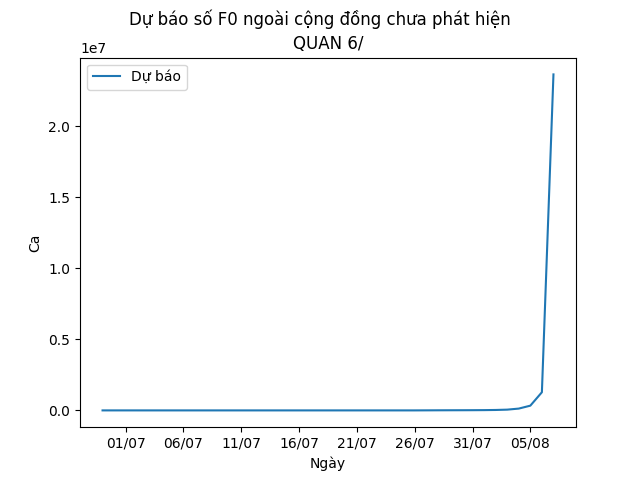 Dự báo số F0 ngoài cộng đồng chưa phát hiện
QUAN 6/
1e7
Dự báo
2.0
1.5
1.0
0.5
0.0
Ca
01/07 06/07 11/07 16/07 21/07 26/07 31/07 05/08
Ngày